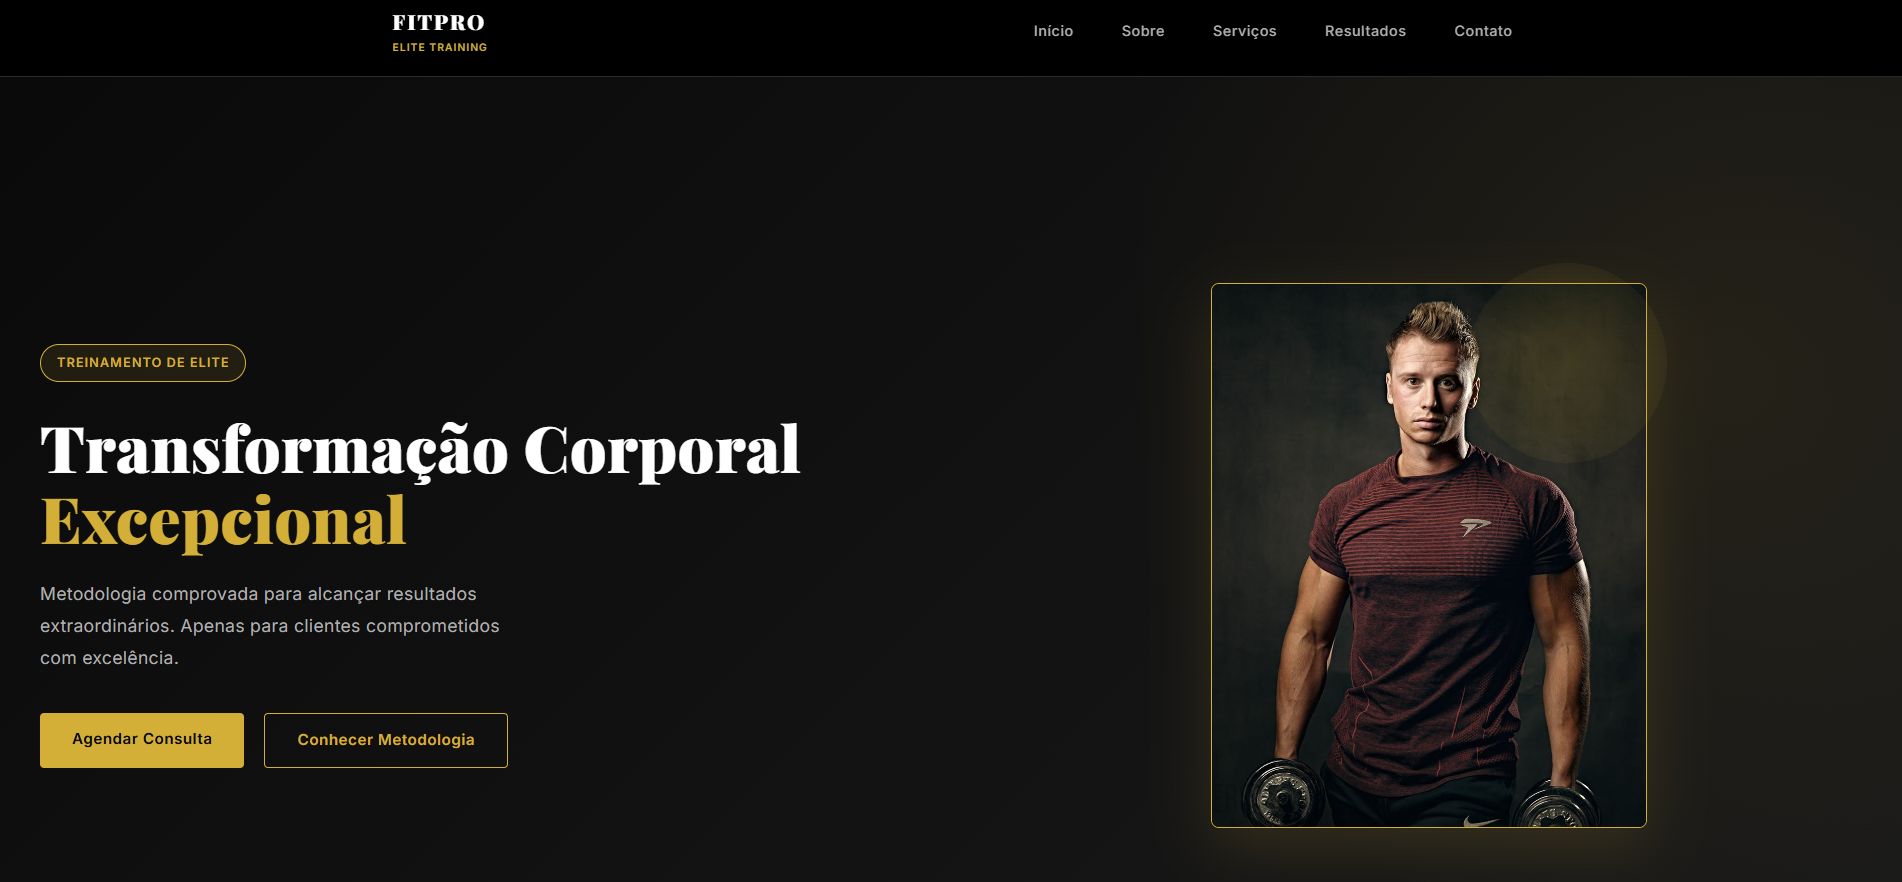 FITPRO
ELITE TRAINING
Início
Sobre
Serviços
Resultados
Contato
TREINAMENTO DE ELITE
Transformação Corporal
Excepcional
Metodologia comprovada para alcançar resultados
extraordinários. Apenas para clientes comprometidos
com excelência.
Agendar Consulta
Conhecer Metodologia